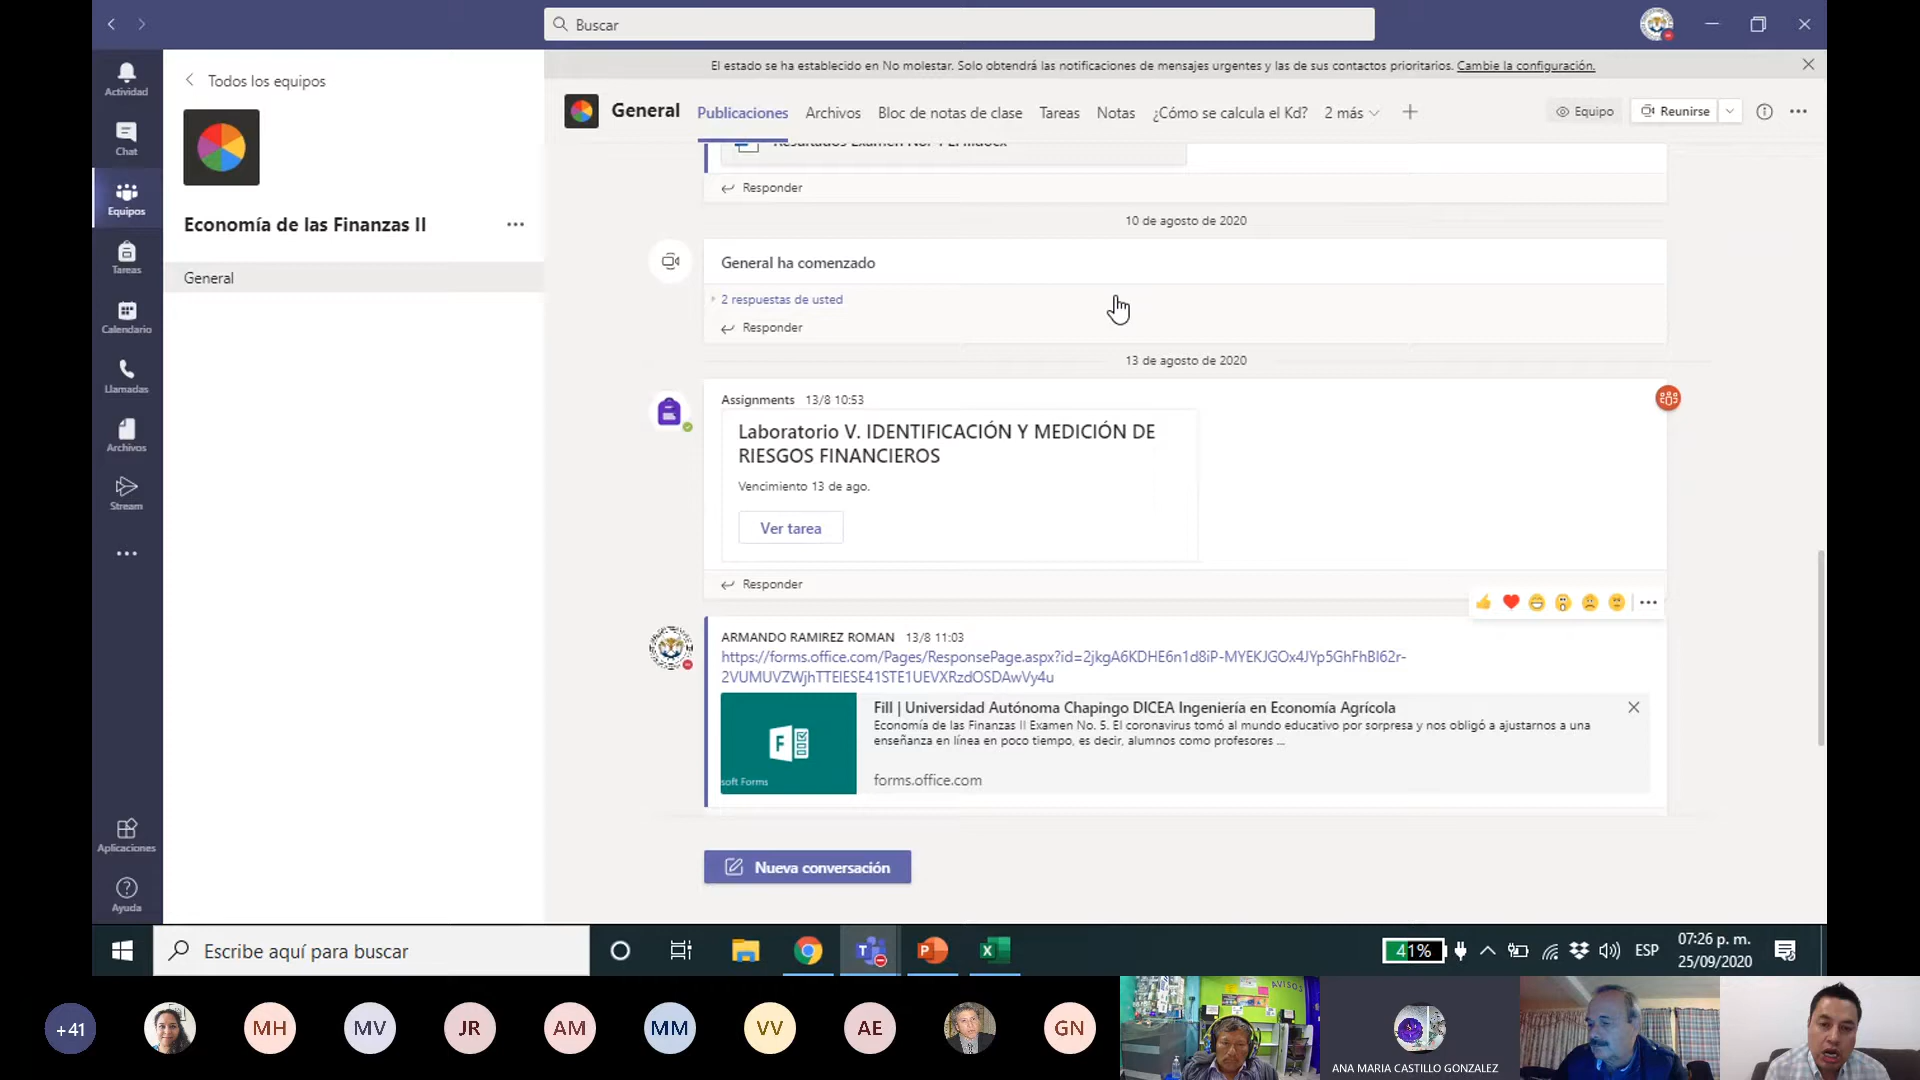 Buscar
El estado se ha establecido en No molestar. Solo obtendrá las notificaciones de mensajes urgentes y las de sus contactos prioritarios. Cambie la configuración.
Actividad
Chat
Equipos
Tareas
Calendario
Llamadas
Archivos
Stream
Aplicaciones
Ayuda
Todos los equipos
Economía de las Finanzas II
General
General Publicaciones Archivos Bloc de notas de clase Tareas Notas ¿Cómo se calcula el Kd? 2 más
Equipo Reunirse
Responder
10 de agosto de 2020
General ha comenzado
2 respuestas de usted
Responder
13 de agosto de 2020
Assignments 13/8 10:53
Laboratorio V. IDENTIFICACIÓN Y MEDICIÓN DE
RIESGOS FINANCIEROS
Vencimiento 13 de ago.
Ver tarea
Responder
ARMANDO RAMIREZ ROMAN 13/8 11:03
https://forms.office.com/Pages/ResponsePage.aspx?id=2jkgA6KDHE6n1d8iP-MYEKJGOx4JYp5GhFhBI62r-
2VUMUVZWjhTTElESE41STE1UEVXRzdOSDAwVy4u
Fill | Universidad Autónoma Chapingo DICEA Ingeniería en Economía Agrícola
Economía de las Finanzas II Examen No. 5. El coronavirus tomó al mundo educativo por sorpresa y nos obligó a ajustarnos a una
enseñanza en línea en poco tiempo, es decir, alumnos como profesores ...
forms.office.com
soft Forms
Nueva conversación
Escribe aquí para buscar
41%
ESP
07:26 p. m.
25/09/2020
+41
MH
MV
JR
AM
MM
VV
AE
GN
AVISOS
ANA MARIA CASTILLO GONZALEZ